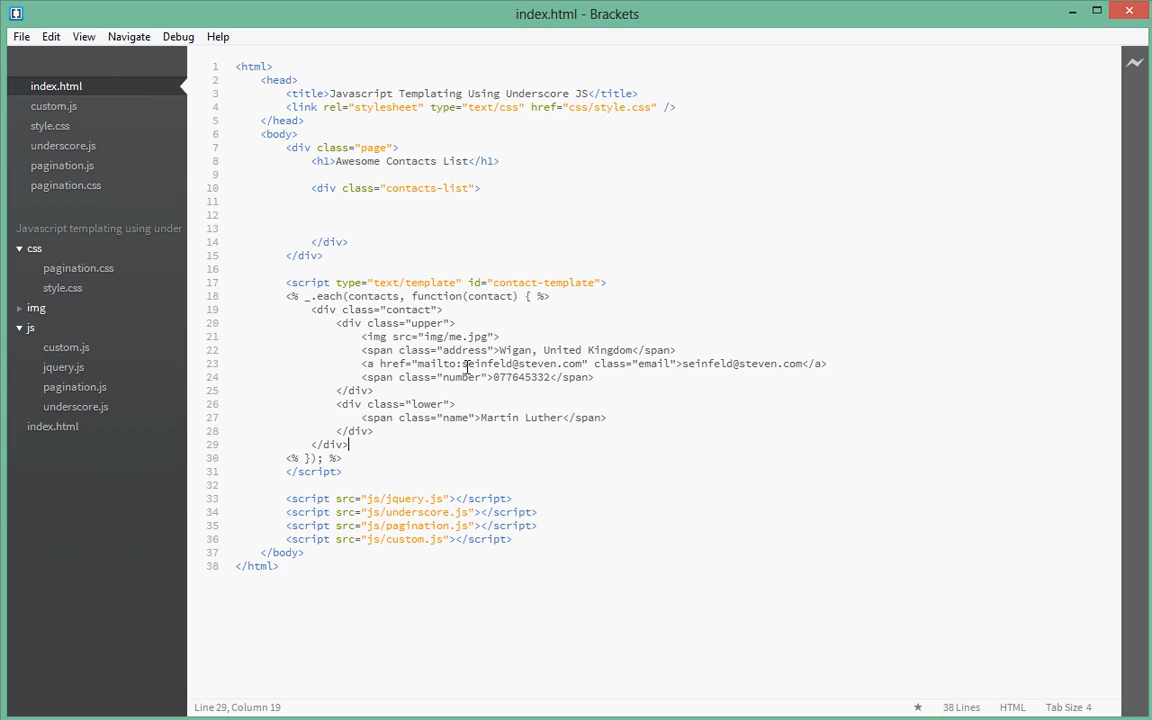 index.html - Brackets
File Edit View Navigate Debug Help
index.html
custom.js
style.css
underscore.js
pagination.js
pagination.css
Javascript templating using under
css
pagination.css
style.css
img
js
custom.js
jquery.js
pagination.js
underscore.js
index.html
1 <html>
2 <head>
3 <title>Javascript Templating Using Underscore JS</title>
4 <link rel="stylesheet" type="text/css" href="css/style.css" />
5 </head>
6 <body>
7 <div class="page">
8 <h1>Awesome Contacts List</h1>
9
10 <div class="contacts-list">
11
12
13
14 </div>
15 </div>
16
17 <script type="text/template" id="contact-template">
18 <% _.each(contacts, function(contact) { %>
19 <div class="contact">
20 <div class="upper">
21 <img src="img/me.jpg">
22 <span class="address">Wigan, United Kingdom</span>
23 <a href="mailto:seinfeld@steven.com" class="email">seinfeld@steven.com</a>
24 <span class="number">077645332</span>
25 </div>
26 <div class="lower">
27 <span class="name">Martin Luther</span>
28 </div>
29 </div>
30 <% }); %>
31 </script>
32
33 <script src="js/jquery.js"></script>
34 <script src="js/underscore.js"></script>
35 <script src="js/pagination.js"></script>
36 <script src="js/custom.js"></script>
37 </body>
38 </html>
Line 29, Column 19 38 Lines HTML Tab Size 4